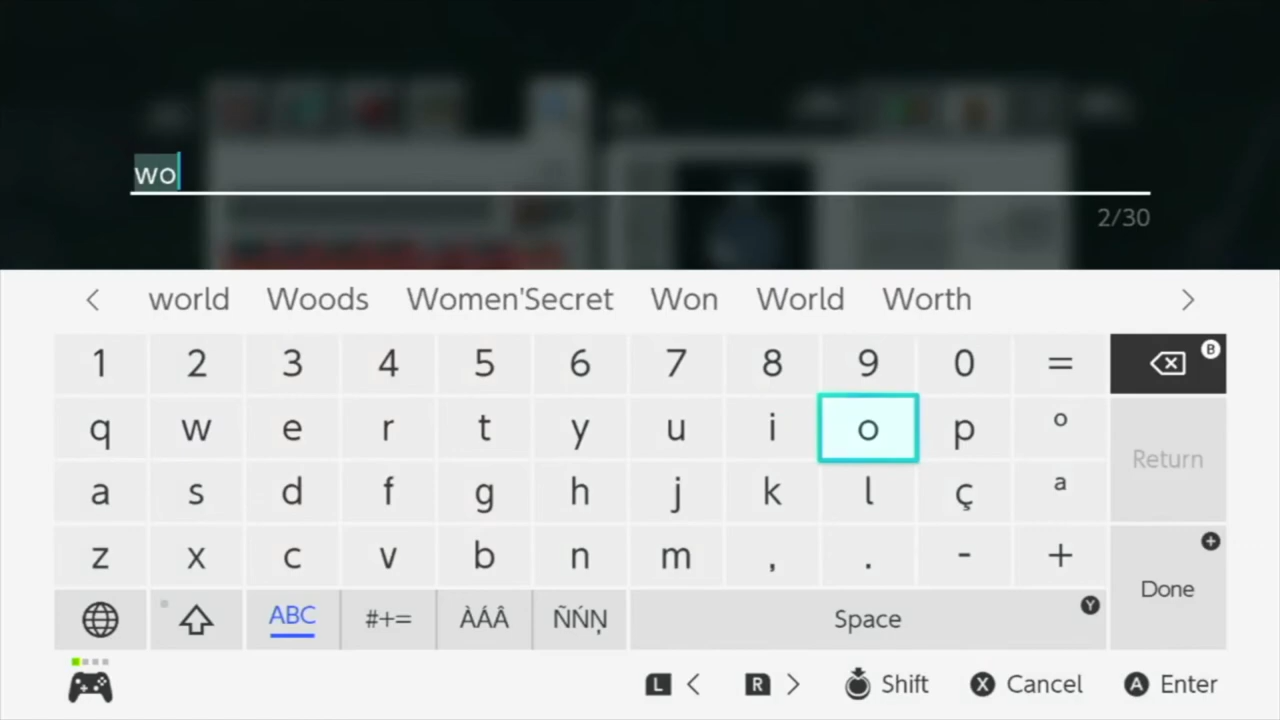 wo
2/30
world Woods Women'Secret Won World Worth
1 2 3 4 5 6 7 8 9 0 = B
q w e r t y u i o p º
Return
a s d f g h j k l ç ª
z x c v b n m , . - + +
Done
ABC #+= ÀÁÂ ÑŃŅ Space Y
L R Shift X Cancel A Enter